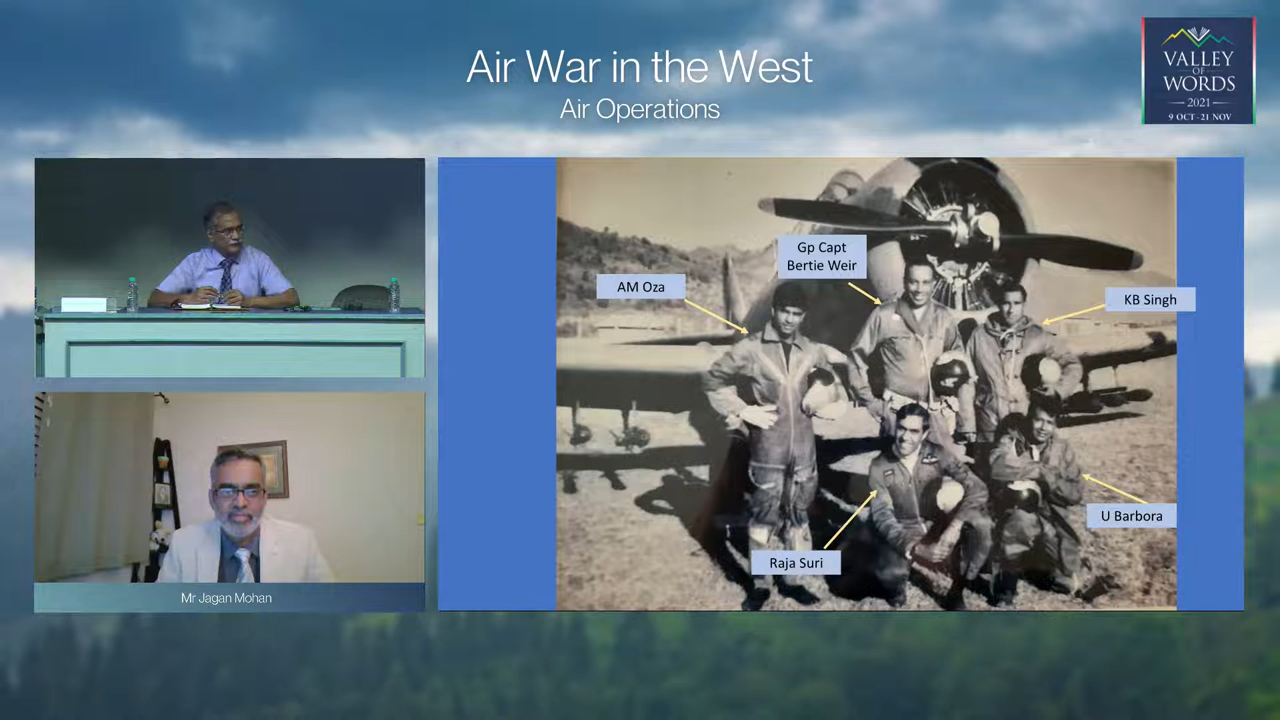 Air War in the West
Air Operations
VALLEY
OF
WORDS
2021
9 OCT - 21 NOV
Gp Capt
Bertie Weir
AM Oza
KB Singh
U Barbora
Raja Suri
Mr Jagan Mohan